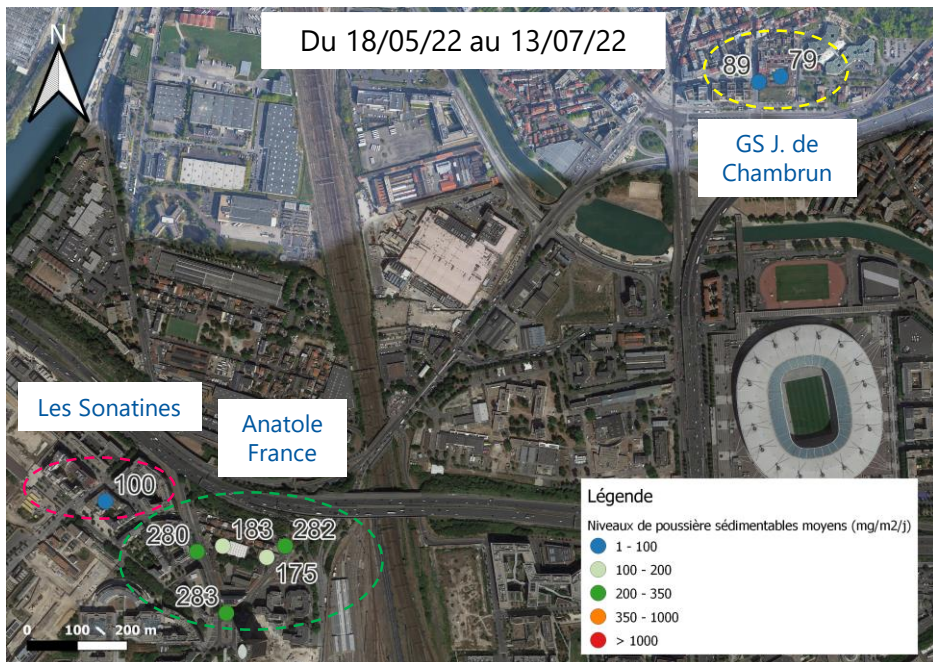 N
Du 18/05/22 au 13/07/22
89
79
GS J. de
Chambrun
Les Sonatines
Anatole
France
100
280
183
282
175
283
0 100 200 m
Légende
Niveaux de poussière sédimentables moyens (mg/m2/j)
1 - 100
100 - 200
200 - 350
350 - 1000
> 1000